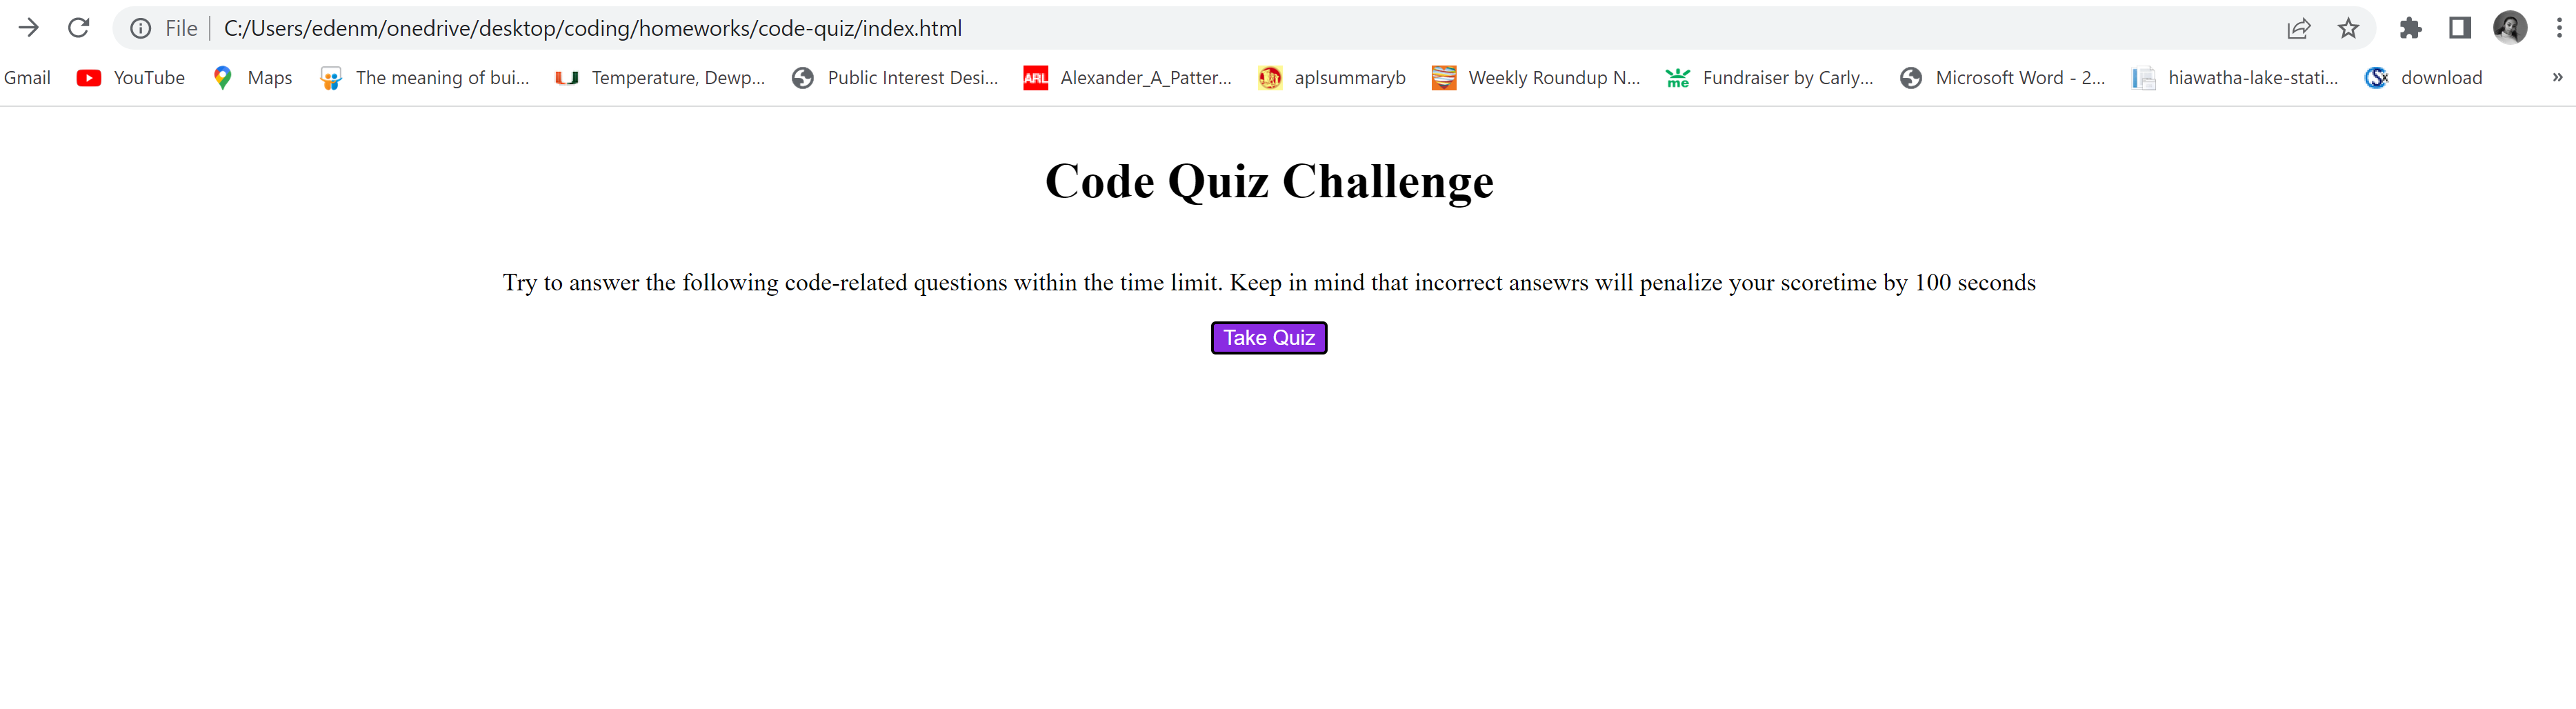 File C:/Users/edenm/onedrive/desktop/coding/homeworks/code-quiz/index.html
Gmail YouTube Maps The meaning of bui... Temperature, Dewp... Public Interest Desi... ARL Alexander_A_Patter... aplsummaryb Weekly Roundup N... me Fundraiser by Carly... Microsoft Word - 2... hiawatha-lake-stati... download »
Code Quiz Challenge
Try to answer the following code-related questions within the time limit. Keep in mind that incorrect ansewrs will penalize your scoretime by 100 seconds
Take Quiz